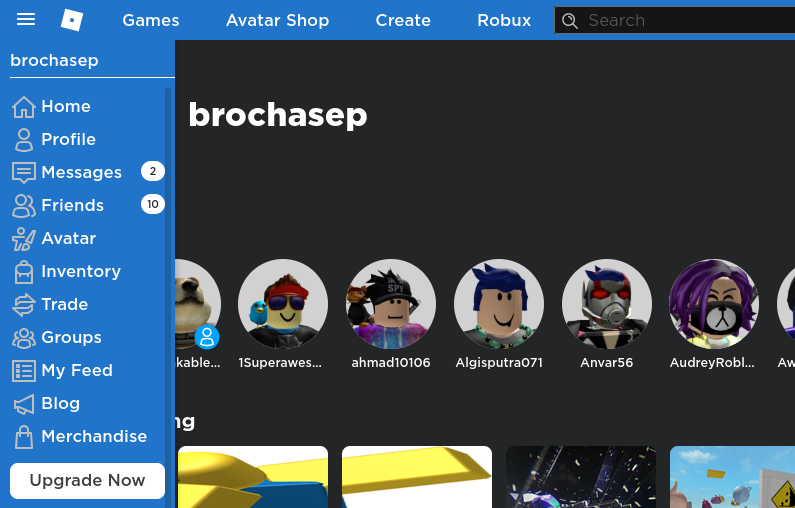 Games Avatar Shop Create Robux Search
brochasep
Home
Profile
Messages 2
Friends 10
Avatar
Inventory
Trade
Groups
My Feed
Blog
Merchandise
Upgrade Now
brochasep
SPY
kable... 1Superawes... ahmad10106 Algisputra071 Anvar56 AudreyRobl... Aw
ng